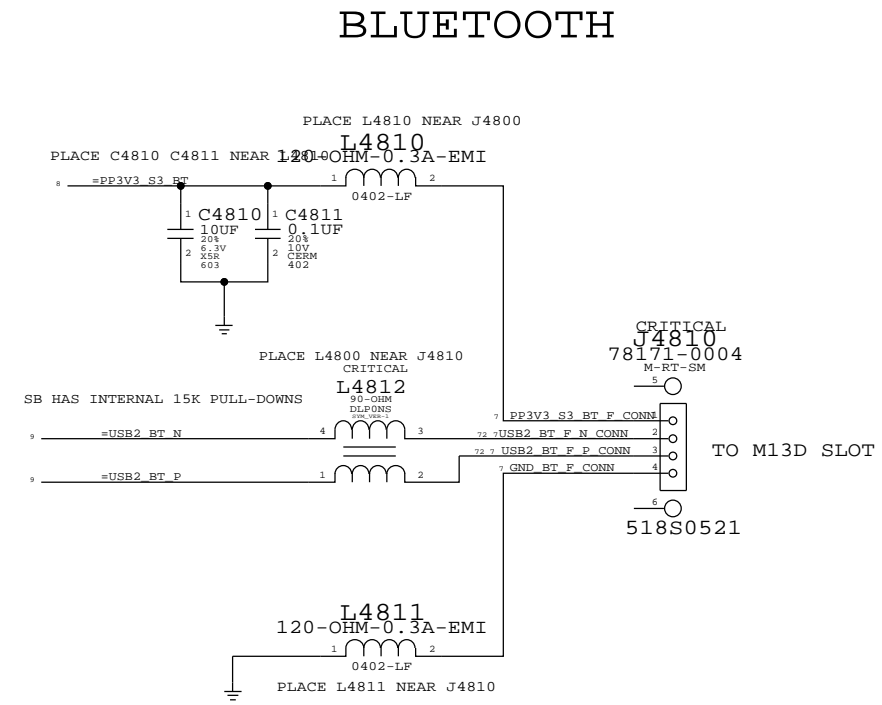 BLUETOOTH
PLACE L4810 NEAR J4800
L4810
PLACE C4810 C4811 NEAR L4810
120-OHM-0.3A-EMI
8
=PP3V3_S3_BT
1
2
0402-LF
1
C4810
1
C4811
10UF
0.1UF
20%
20%
6.3V
10V
2
X5R
2
CERM
603
402
CRITICAL
J4810
78171-0004
M-RT-SM
5
PLACE L4800 NEAR J4810
CRITICAL
L4812
SB HAS INTERNAL 15K PULL-DOWNS
90-OHM
DLP0NS
SYM_VER-1
7
PP3V3_S3_BT_F_CONN
1
9
=USB2_BT_N
4
3
72 7
USB2_BT_F_N_CONN
2
72 7
USB2_BT_F_P_CONN
3
TO M13D SLOT
9
=USB2_BT_P
1
2
7
GND_BT_F_CONN
4
6
518S0521
L4811
120-OHM-0.3A-EMI
1
2
0402-LF
PLACE L4811 NEAR J4810